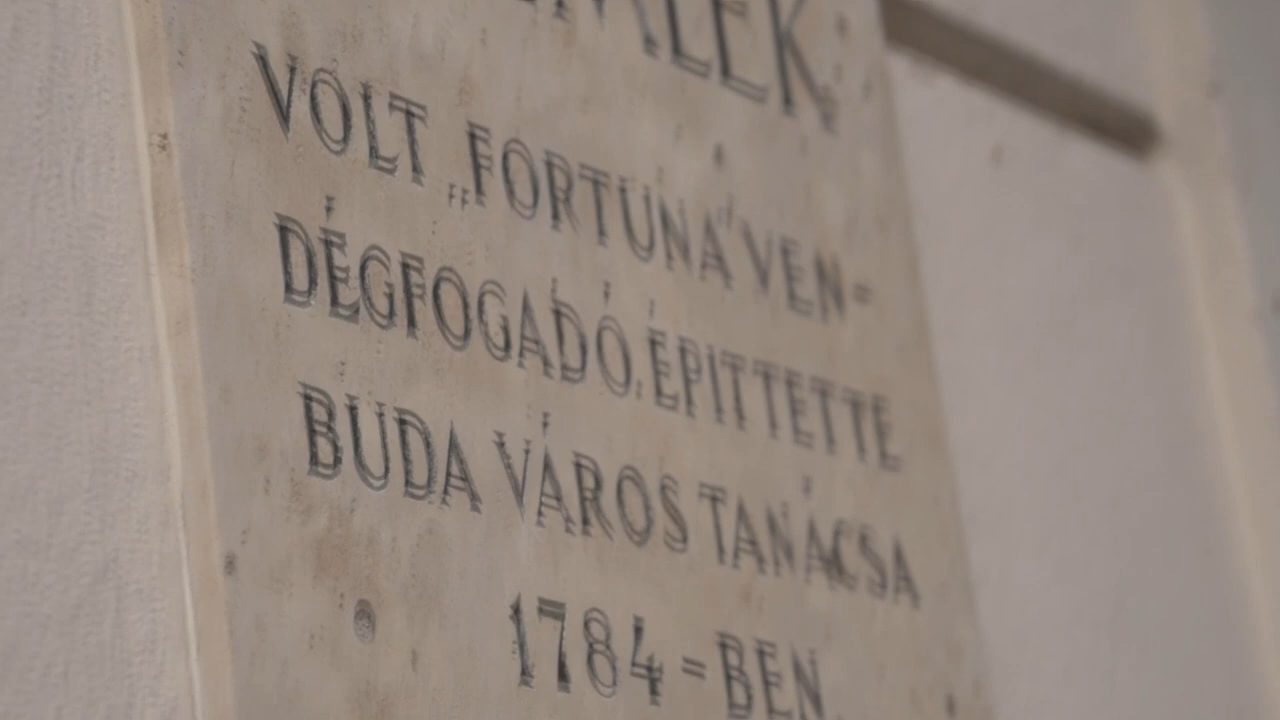 VOLT „FORTUNA" VEN=
DÉGFOGADÓ, ÉPITTETTE
BUDA VÁROS TANÁCSA
1784=BEN.